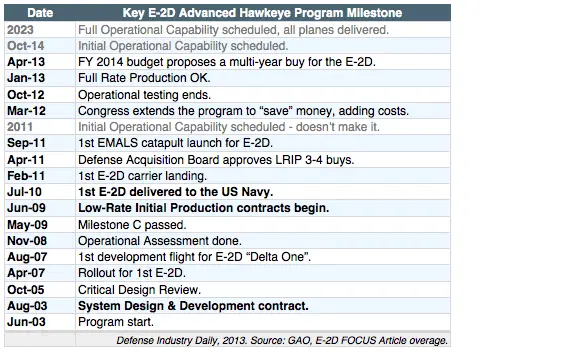 Date Key E-2D Advanced Hawkeye Program Milestone
2023 Full Operational Capability scheduled, all planes delivered.
Oct-14 Initial Operational Capability scheduled.
Apr-13 FY 2014 budget proposes a multi-year buy for the E-2D.
Jan-13 Full Rate Production OK.
Oct-12 Operational testing ends.
Mar-12 Congress extends the program to “save” money, adding costs.
2011 Initial Operational Capability scheduled - doesn't make it.
Sep-11 1st EMALS catapult launch for E-2D.
Apr-11 Defense Acquisition Board approves LRIP 3-4 buys.
Feb-11 1st E-2D carrier landing.
Jul-10 1st E-2D delivered to the US Navy.
Jun-09 Low-Rate Initial Production contracts begin.
May-09 Milestone C passed.
Nov-08 Operational Assessment done.
Aug-07 1st development flight for E-2D “Delta One”.
Apr-07 Rollout for 1st E-2D.
Oct-05 Critical Design Review.
Aug-03 System Design & Development contract.
Jun-03 Program start.
Defense Industry Daily, 2013. Source: GAO, E-2D FOCUS Article overage.